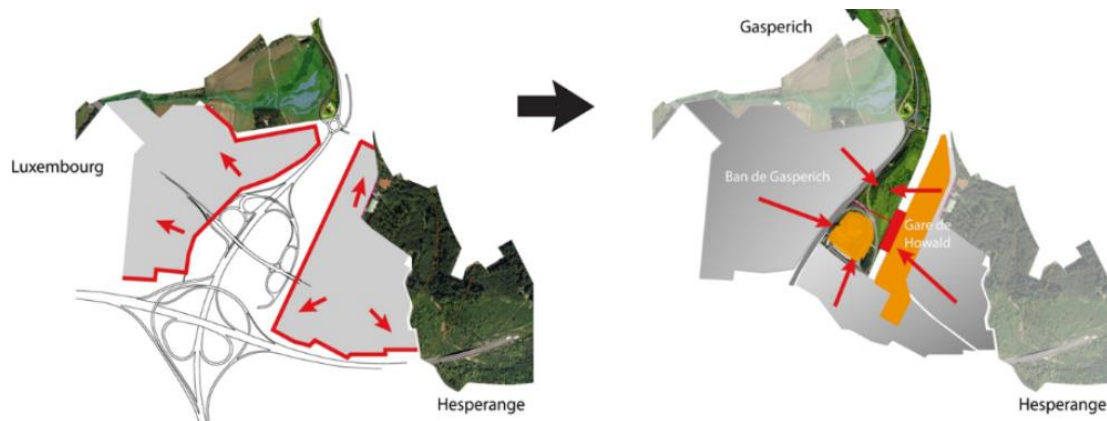 Luxembourg
Hesperange
Gasperich
Ban de Gasperich
Gare de
Howald
Hesperange